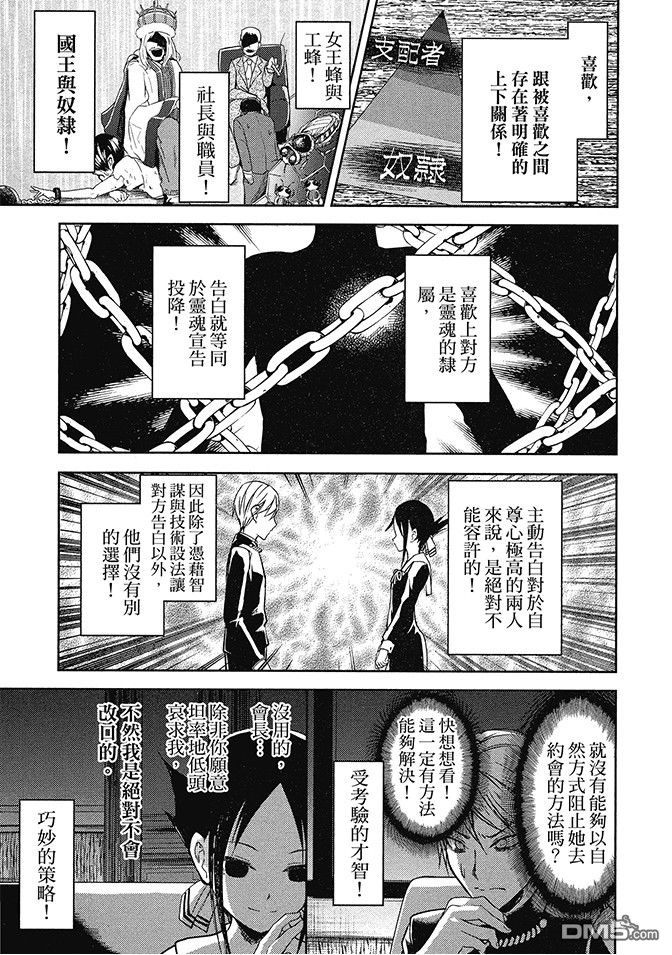 喜歡，
跟被喜歡之間
存在著明確的
上下關係！
支配者
奴隸
女王蜂與
工蜂！
社長與職員！
國王與奴隸！
喜歡上對方
是靈魂的隸
屬，
告白就等同
於靈魂宣告
投降！
主動告白對於自
尊心極高的兩人
來說，是絕對不
能容許的！
因此除了憑藉智
謀與技術設法讓
對方告白以外，
他們沒有別
的選擇！
就沒有能夠以自
然方式阻止她去
約會的方法嗎？
快想想看！
這一定有方法
能夠解決！
受考驗的才智！
沒用的，
會長…
除非你願意
坦率地低頭
哀求我，
不然我是絕對不會
改口的。
巧妙的策略！
DM5.com